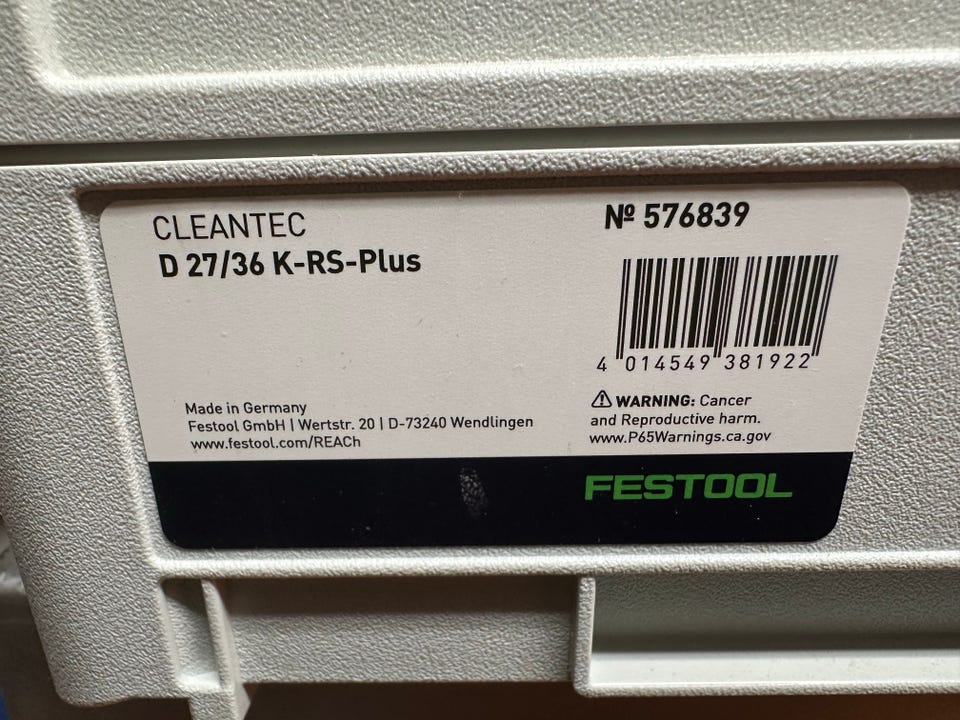 CLEANTEC
D 27/36 K-RS-Plus
№ 576839
4 014549 381922
Made in Germany
Festool GmbH | Wertstr. 20 | D-73240 Wendlingen
www.festool.com/REACh
⚠ WARNING: Cancer
and Reproductive harm.
www.P65Warnings.ca.gov
FESTOOL